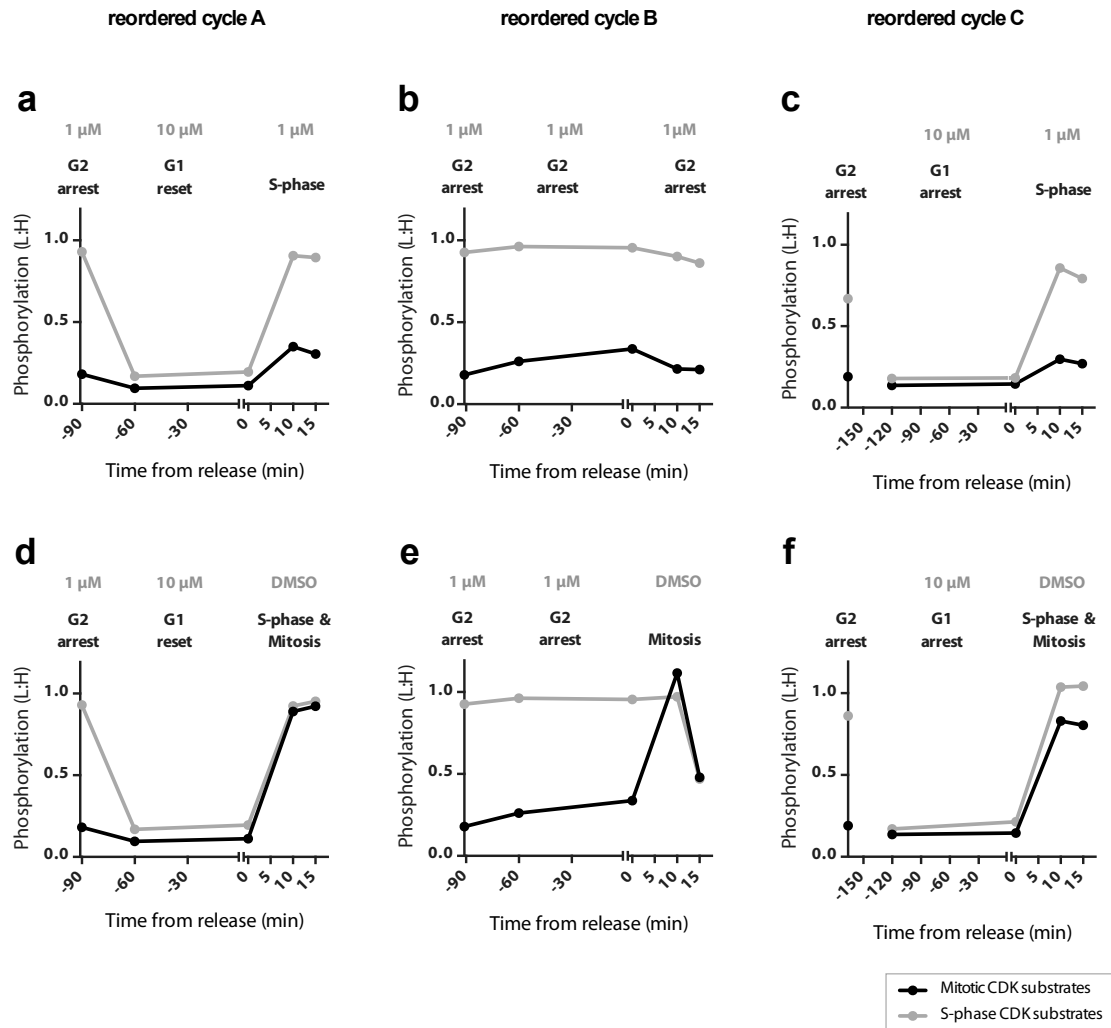 reordered cycle A
reordered cycle B
reordered cycle C
a
1 µM 10 µM 1 µM
G2 arrest G1 reset S-phase
Phosphorylation (L:H)
1.0
0.5
0.0
-90 -60 -30 0 5 10 15
Time from release (min)
b
1 µM 1 µM 1µM
G2 arrest G2 arrest G2 arrest
Phosphorylation (L:H)
1.0
0.5
0.0
-90 -60 -30 0 5 10 15
Time from release (min)
c
10 µM 1 µM
G2 arrest G1 arrest S-phase
Phosphorylation (L:H)
1.0
0.5
0.0
-150 -120 -90 -60 -30 0 5 10 15
Time from release (min)
d
1 µM 10 µM DMSO
G2 arrest G1 reset S-phase & Mitosis
Phosphorylation (L:H)
1.0
0.5
0.0
-90 -60 -30 0 5 10 15
Time from release (min)
e
1 µM 1 µM DMSO
G2 arrest G2 arrest Mitosis
Phosphorylation (L:H)
1.0
0.5
0.0
-90 -60 -30 0 5 10 15
Time from release (min)
f
10 µM DMSO
G2 arrest G1 arrest S-phase & Mitosis
Phosphorylation (L:H)
1.0
0.5
0.0
-150 -120 -90 -60 -30 0 5 10 15
Time from release (min)
Mitotic CDK substrates
S-phase CDK substrates